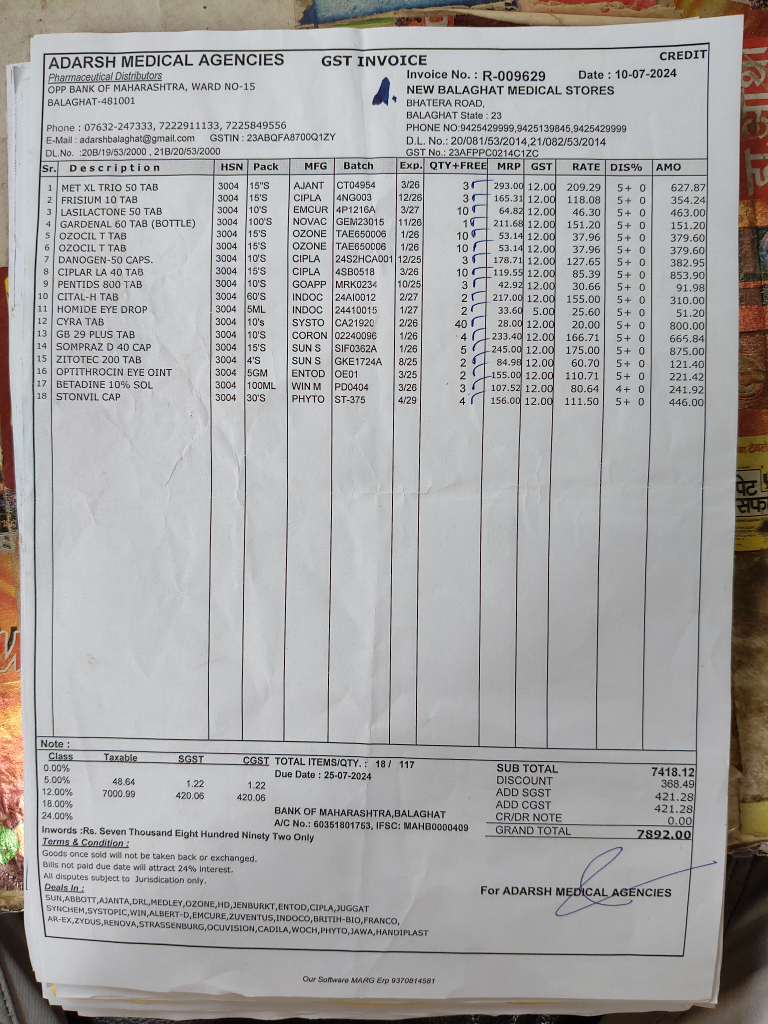 ADARSH MEDICAL AGENCIES
Pharmaceutical Distributors
OPP BANK OF MAHARASHTRA, WARD NO-15
BALAGHAT-481001
Phone : 07632-247333, 7222911133, 7225849556
E-Mail : adarshbalaghat@gmail.com GSTIN : 23ABQFA8700Q1ZY
DL.No. :20B/19/53/2000 , 21B/20/53/2000
GST INVOICE
CREDIT
Invoice No. : R-009629 Date : 10-07-2024
NEW BALAGHAT MEDICAL STORES
BHATERA ROAD,
BALAGHAT State : 23
PHONE NO:9425429999,9425139845,9425429999
D.L. No. : 20/081/53/2014,21/082/53/2014
GST No.: 23AFPPC0214C1ZC
Sr. Description HSN Pack MFG Batch Exp. QTY+FREE MRP GST RATE DIS% AMO
1 MET XL TRIO 50 TAB 3004 15"S AJANT CT04954 3/26 3 293.00 12.00 209.29 5+ 0 627.87
2 FRISIUM 10 TAB 3004 15'S CIPLA 4NG003 12/26 3 165.31 12.00 118.08 5+ 0 354.24
3 LASILACTONE 50 TAB 3004 10'S EMCUR 4P1216A 3/27 10 64.82 12.00 46.30 5+ 0 463.00
4 GARDENAL 60 TAB (BOTTLE) 3004 100'S NOVAC GEM23015 11/26 1 211.68 12.00 151.20 5+ 0 151.20
5 OZOCIL T TAB 3004 15'S OZONE TAE650006 1/26 10 53.14 12.00 37.96 5+ 0 379.60
6 OZOCIL T TAB 3004 15'S OZONE TAE650006 1/26 10 53.14 12.00 37.96 5+ 0 379.60
7 DANOGEN-50 CAPS. 3004 10'S CIPLA 24S2HCA001 12/25 3 178.71 12.00 127.65 5+ 0 382.95
8 CIPLAR LA 40 TAB 3004 15'S CIPLA 4SB0518 3/26 10 119.55 12.00 85.39 5+ 0 853.90
9 PENTIDS 800 TAB 3004 10'S GOAPP MRK0234 10/25 3 42.92 12.00 30.66 5+ 0 91.98
10 CITAL-H TAB 3004 60'S INDOC 24AI0012 2/27 2 217.00 12.00 155.00 5+ 0 310.00
11 HOMIDE EYE DROP 3004 5ML INDOC 24410015 1/27 2 33.60 5.00 25.60 5+ 0 51.20
12 CYRA TAB 3004 10's SYSTO CA21920 2/26 40 28.00 12.00 20.00 5+ 0 800.00
13 GB 29 PLUS TAB 3004 10'S CORON 02240096 1/26 4 233.40 12.00 166.71 5+ 0 666.84
14 SOMPRAZ D 40 CAP 3004 15'S SUN S SIF0362A 1/26 5 245.00 12.00 175.00 5+ 0 875.00
15 ZITOTEC 200 TAB 3004 4'S SUN S GKE1724A 8/25 2 84.98 12.00 60.70 5+ 0 121.40
16 OPTITHROCIN EYE OINT 3004 5GM ENTOD OE01 3/25 2 155.00 12.00 110.71 5+ 0 221.42
17 BETADINE 10% SOL 3004 100ML WIN M PD0404 3/26 3 107.52 12.00 80.64 4+ 0 241.92
18 STONVIL CAP 3004 30'S PHYTO ST-375 4/29 4 156.00 12.00 111.50 5+ 0 446.00
Note :
Class Taxable SGST CGST
0.00%
5.00% 48.64 1.22 1.22
12.00% 7000.99 420.06 420.06
18.00%
24.00%
TOTAL ITEMS/QTY. : 18 / 117
Due Date : 25-07-2024
BANK OF MAHARASHTRA,BALAGHAT
A/C No.: 60351801753, IFSC: MAHB0000409
SUB TOTAL 7418.12
DISCOUNT 368.49
ADD SGST 421.28
ADD CGST 421.28
CR/DR NOTE 0.00
GRAND TOTAL 7892.00
Inwords :Rs. Seven Thousand Eight Hundred Ninety Two Only
Terms & Condition :
Goods once sold will not be taken back or exchanged.
Bills not paid due date will attract 24% interest.
All disputes subject to Jurisdication only.
Deals In :
SUN,ABBOTT,AJANTA,DRL,MEDLEY,OZONE,HD,JENBURKT,ENTOD,CIPLA,JUGGAT
SYNCHEM,SYSTOPIC,WIN,ALBERT-D,EMCURE,ZUVENTUS,INDOCO,BRITIH-BIO,FRANCO,
AR-EX,ZYDUS,RENOVA,STRASSENBURG,OCUVISION,CADILA,WOCH,PHYTO,JAWA,HANDIPLAST
For ADARSH MEDICAL AGENCIES
Our Software MARG Erp 9370814581